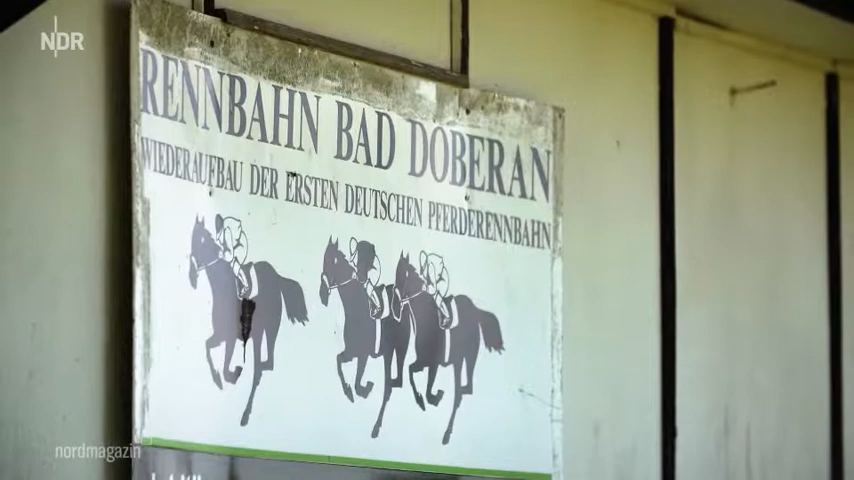 NDR
RENNBAHN BAD DOBERAN
WIEDERAUFBAU DER ERSTEN DEUTSCHEN PFERDERENNBAHN
nordmagazin